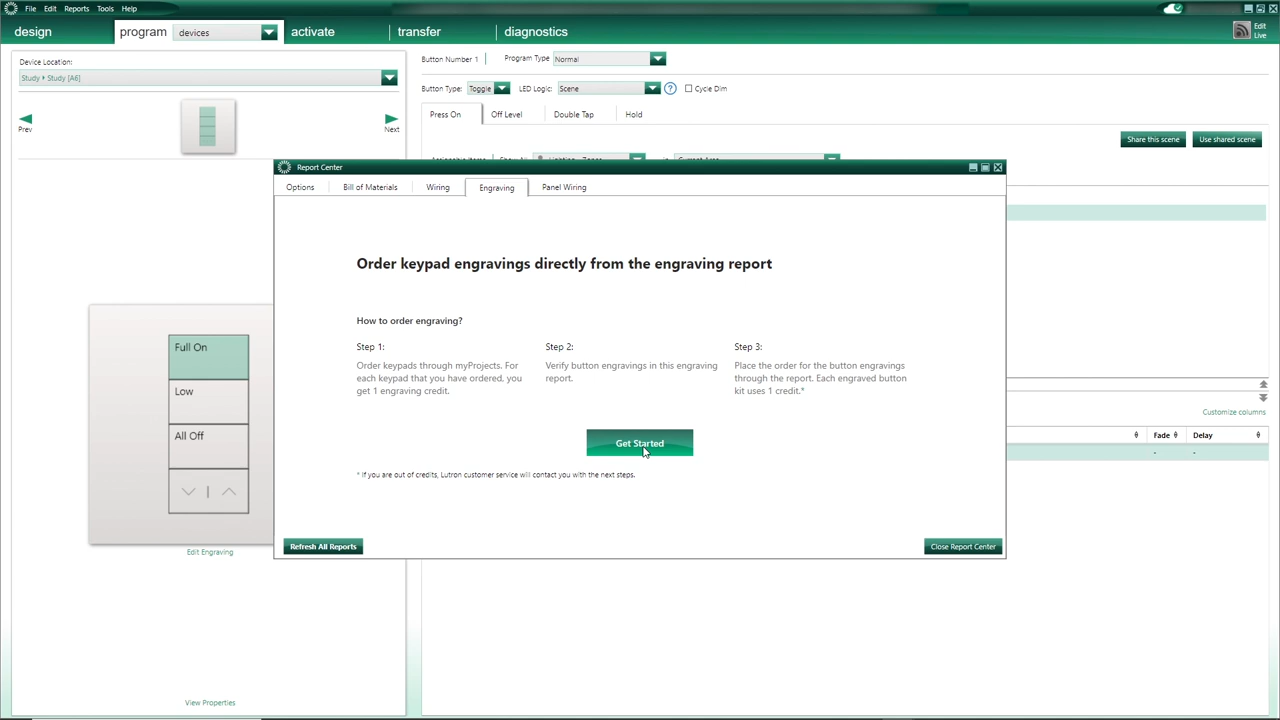 File Edit Reports Tools Help
design program devices activate transfer diagnostics Edit Live
Device Location:
Study Study [A6]
Prev
Next
Button Number 1 Program Type Normal
Button Type: Toggle LED Logic: Scene ? Cycle Dim
Press On Off Level Double Tap Hold
Share this scene Use shared scene
Report Center
Options Bill of Materials Wiring Engraving Panel Wiring
Order keypad engravings directly from the engraving report
How to order engraving?
Step 1:
Order keypads through myProjects. For
each keypad that you have ordered, you
get 1 engraving credit.
Step 2:
Verify button engravings in this engraving
report.
Step 3:
Place the order for the button engravings
through the report. Each engraved button
kit uses 1 credit.*
Get Started
* If you are out of credits, Lutron customer service will contact you with the next steps.
Refresh All Reports Close Report Center
Full On
Low
All Off
Edit Engraving
View Properties
Customize columns
Fade Delay
- -